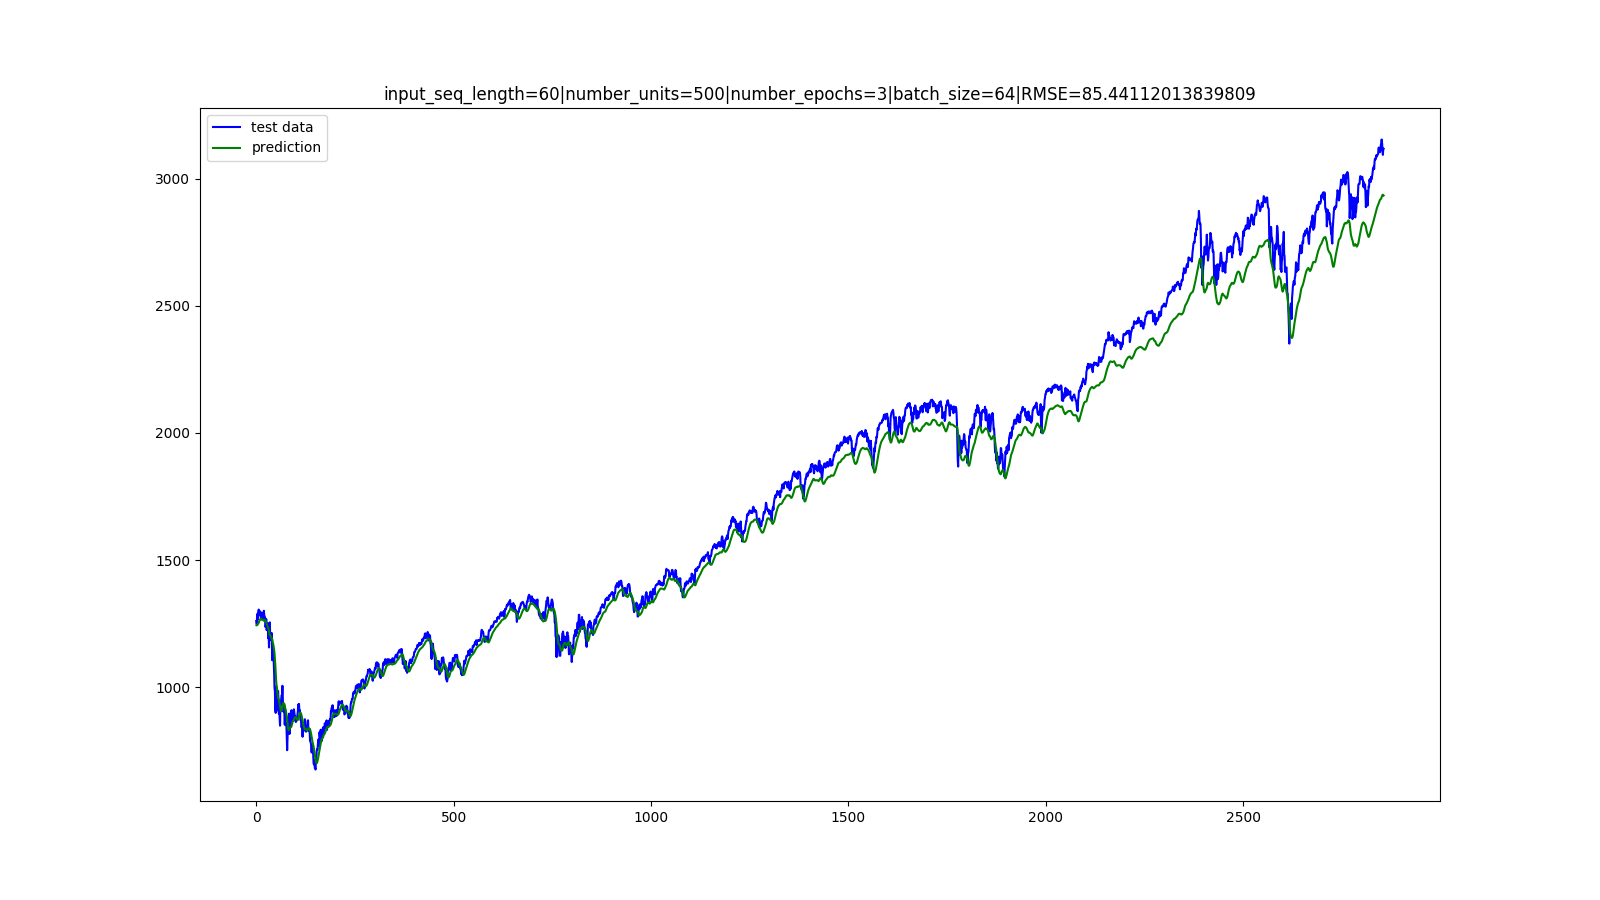 input_seq_length=60|number_units=500|number_epochs=3|batch_size=64|RMSE=85.44112013839809
test data
prediction
3000
2500
2000
1500
1000
0 500 1000 1500 2000 2500